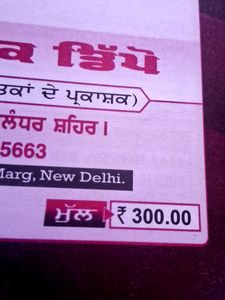 ਕ ਡਿੱਪੋ
ਤਕਾਂ ਦੇ ਪ੍ਰਕਾਸ਼ਕ)
ਲੰਧਰ ਸ਼ਹਿਰ।
5663
Marg, New Delhi.
ਮੁੱਲ ₹ 300.00